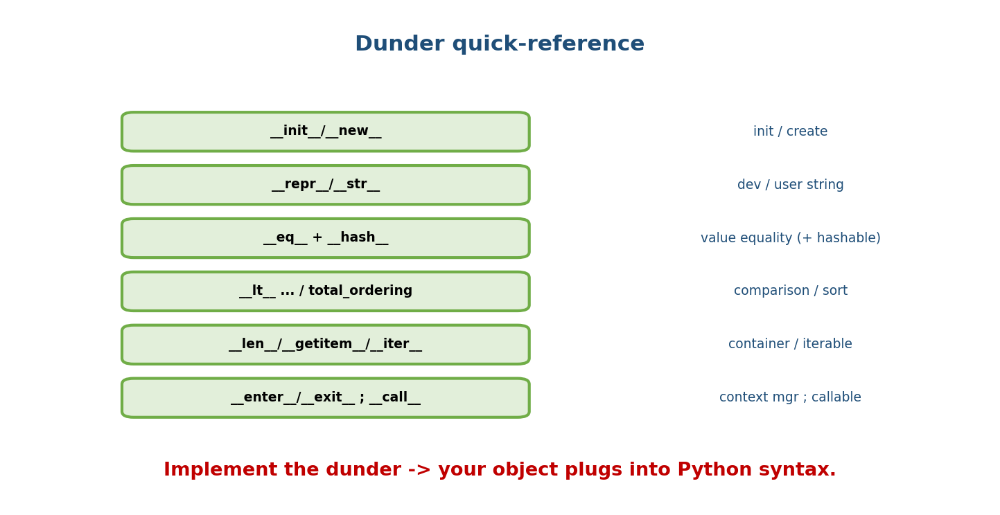 Dunder quick-reference
__init__/__new__ init / create
__repr__/__str__ dev / user string
__eq__ + __hash__ value equality (+ hashable)
__lt__ ... / total_ordering comparison / sort
__len__/__getitem__/__iter__ container / iterable
__enter__/__exit__ ; __call__ context mgr ; callable
Implement the dunder -> your object plugs into Python syntax.